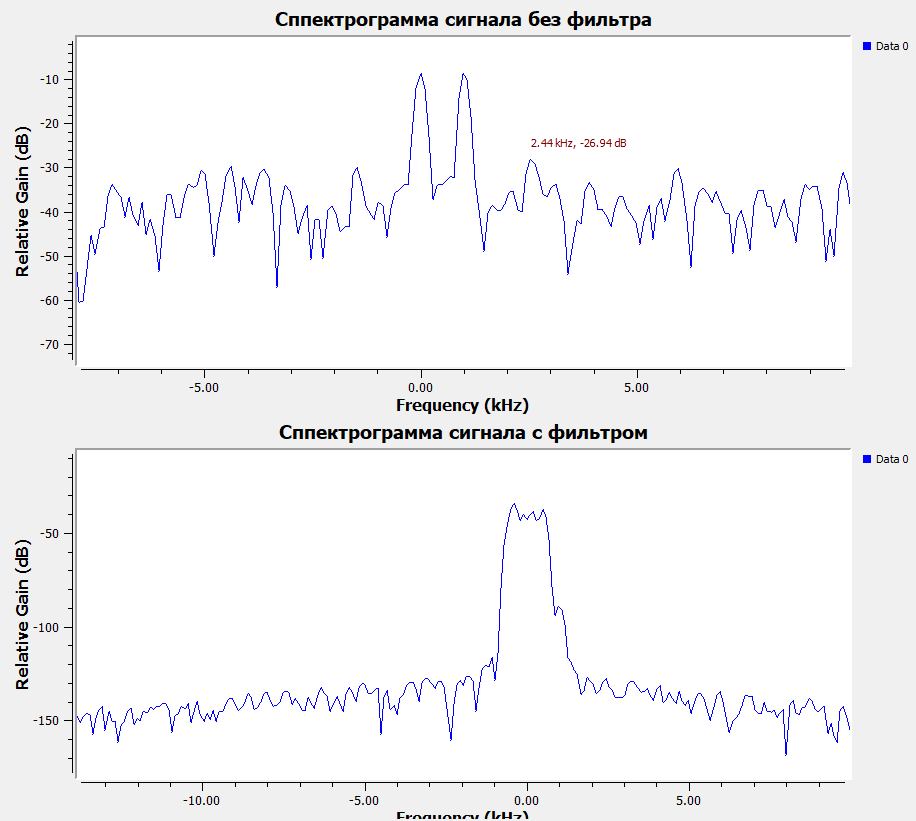 Сппектрограмма сигнала без фильтра
Data 0
-10
-20
-30
-40
-50
-60
-70
Relative Gain (dB)
2.44 kHz, -26.94 dB
-5.00 0.00 5.00
Frequency (kHz)
Сппектрограмма сигнала с фильтром
Data 0
-50
-100
-150
Relative Gain (dB)
-10.00 -5.00 0.00 5.00
Frequency (kHz)